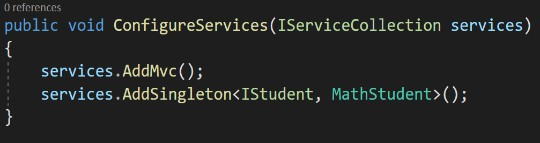 0 references
public void ConfigureServices(IServiceCollection services)
{
services.AddMvc();
services.AddSingleton<IStudent, MathStudent>();
}